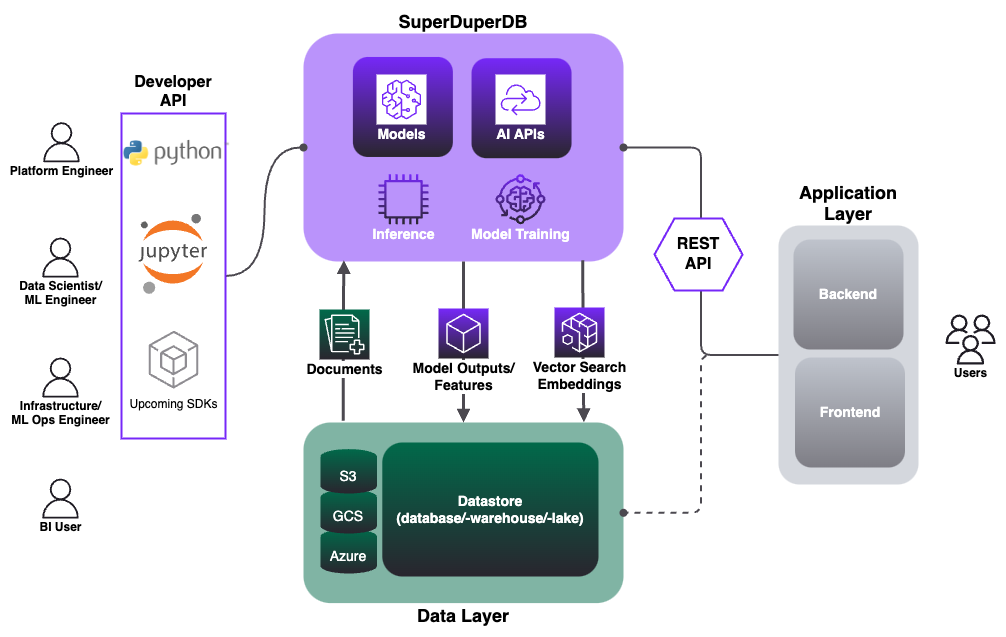 SuperDuperDB
Developer
API
Platform Engineer
python
Data Scientist/
ML Engineer
jupyter
Infrastructure/
ML Ops Engineer
Upcoming SDKs
BI User
Models
AI APIs
Inference
Model Training
Documents
Model Outputs/
Features
Vector Search
Embeddings
S3
GCS
Azure
Datastore
(database/-warehouse/-lake)
Data Layer
REST
API
Application
Layer
Backend
Frontend
Users